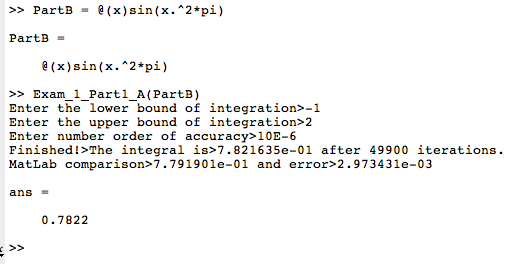 >> PartB = @(x)sin(x.^2*pi)
PartB =
@(x)sin(x.^2*pi)
>> Exam_1_Part1_A(PartB)
Enter the lower bound of integration>-1
Enter the upper bound of integration>2
Enter number order of accuracy>10E-6
Finished!>The integral is>7.821635e-01 after 49900 iterations.
MatLab comparison>7.791901e-01 and error>2.973431e-03
ans =
0.7822
>>